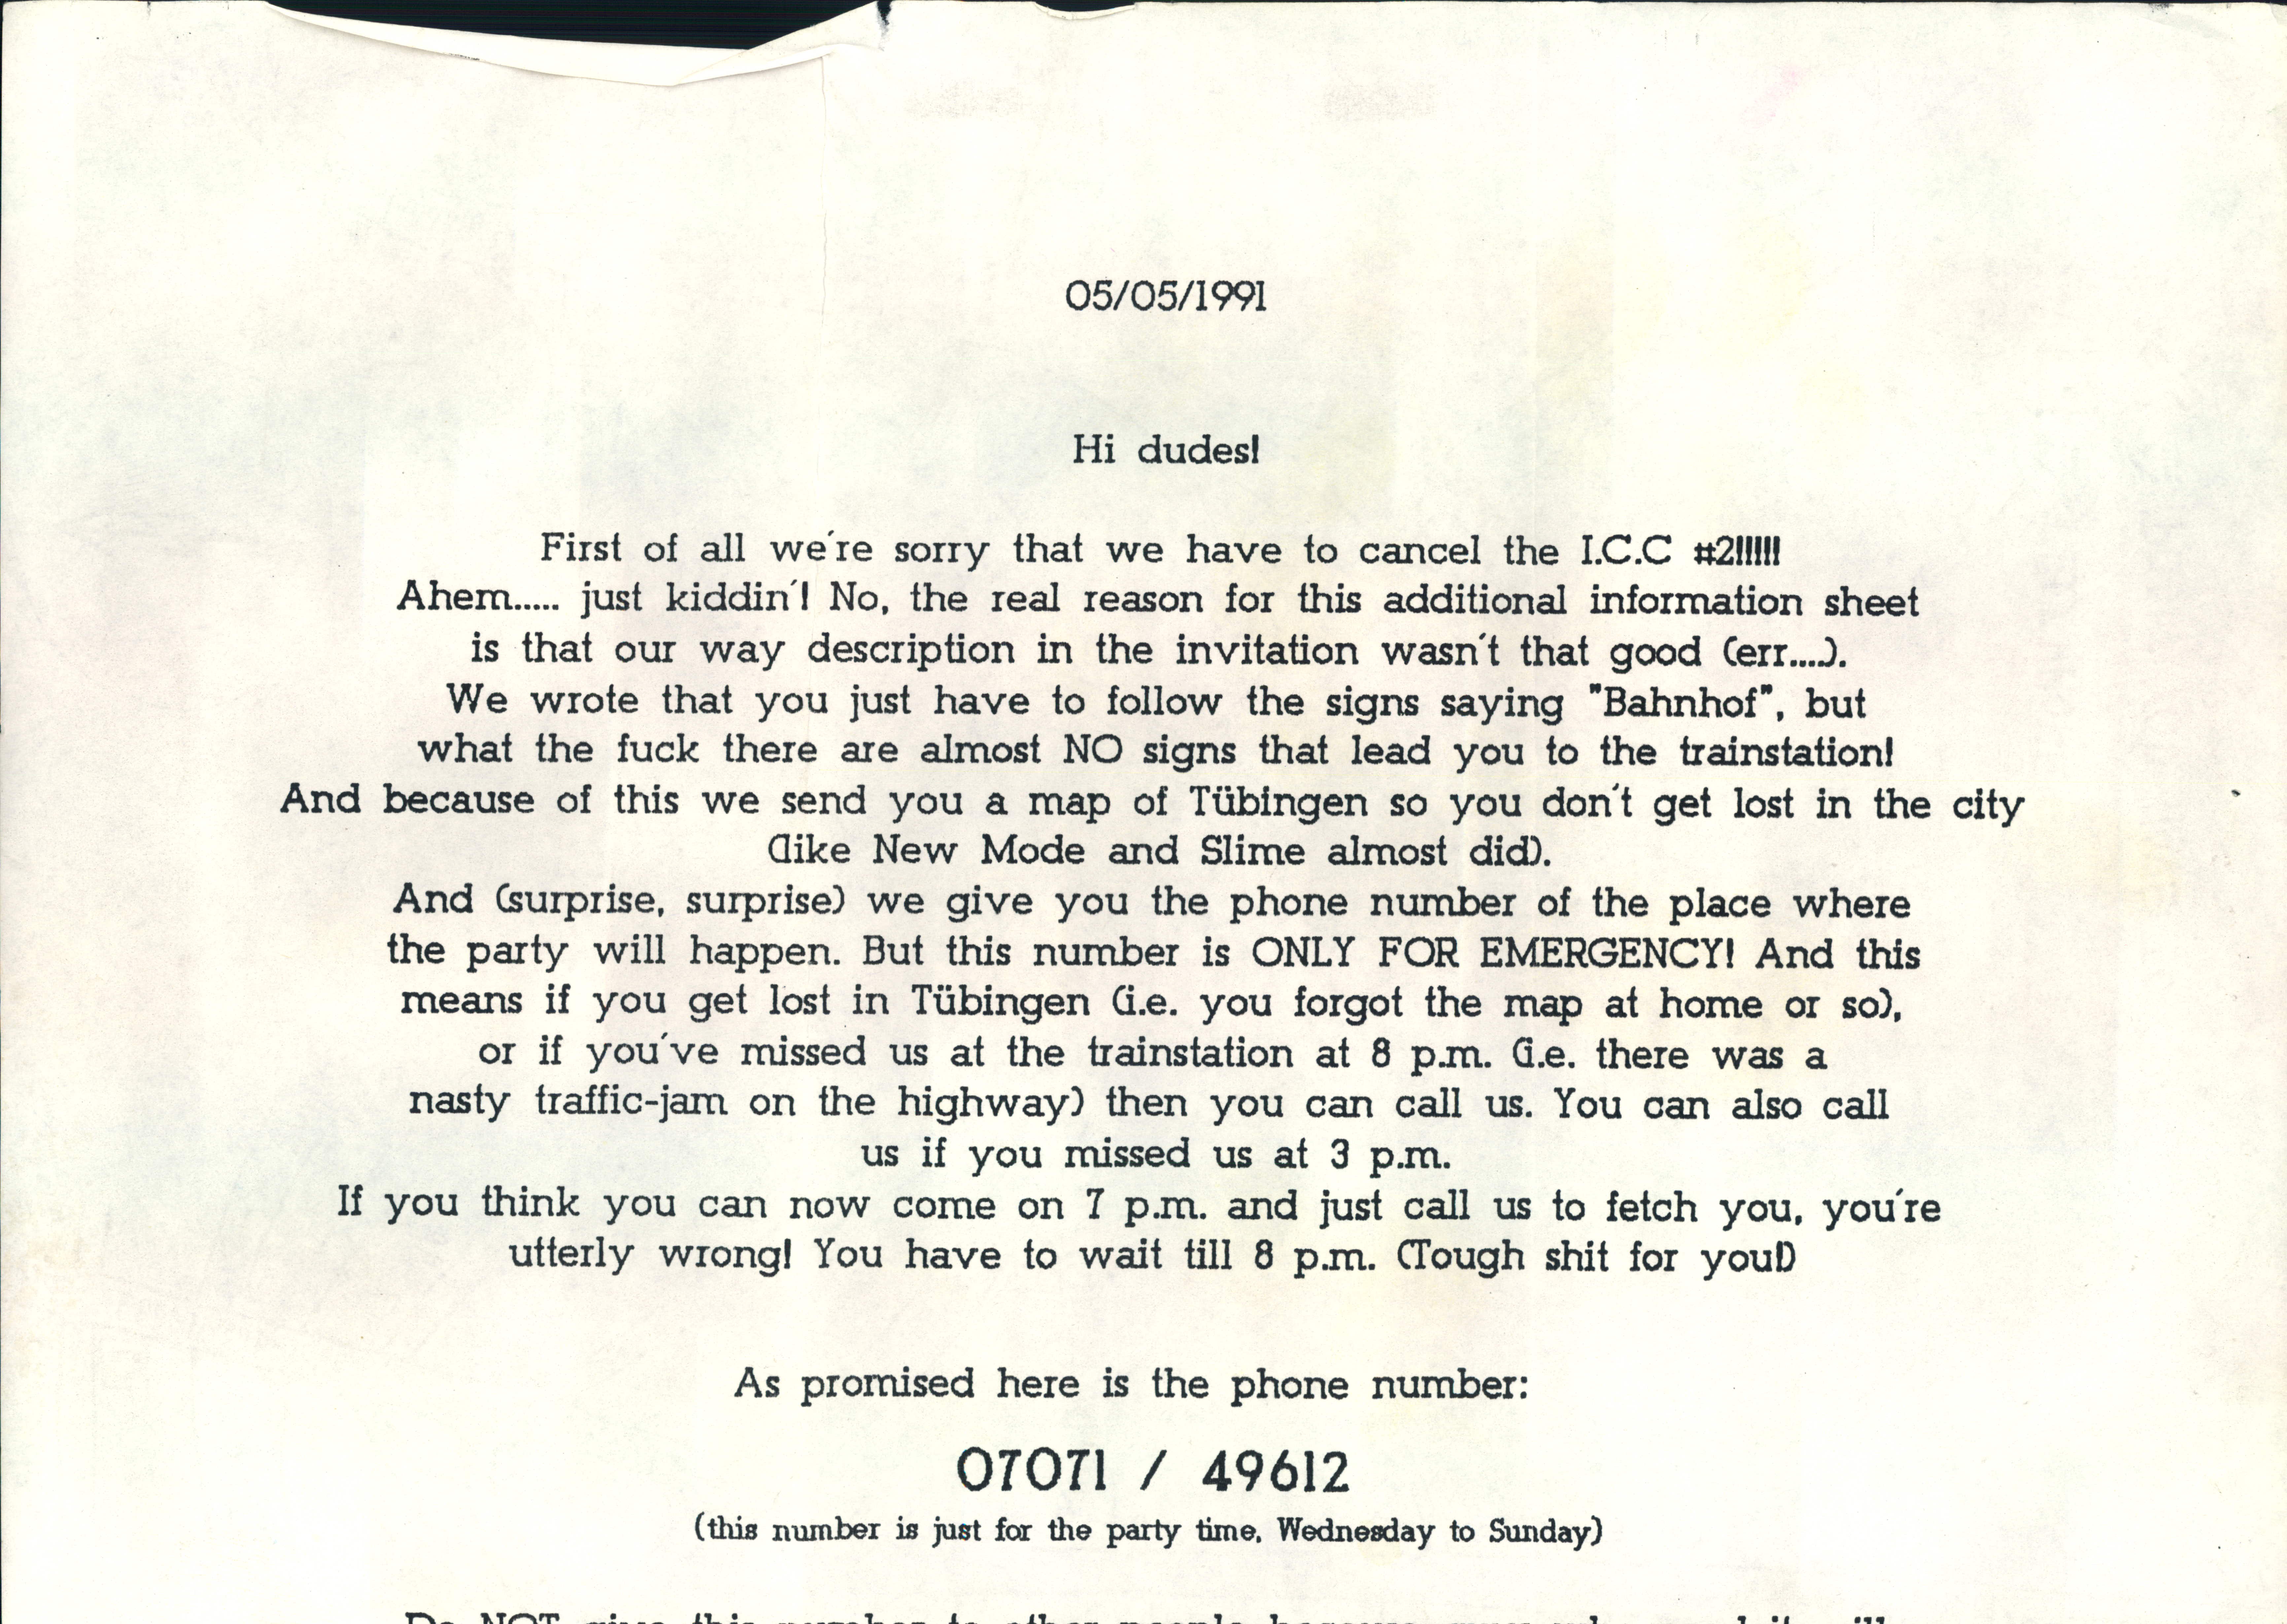 05/05/1991
Hi dudes!
First of all we´re sorry that we have to cancel the I.C.C #2!!!!!
Ahem..... just kiddin´! No, the real reason for this additional information sheet
is that our way description in the invitation wasn´t that good (err....).
We wrote that you just have to follow the signs saying "Bahnhof", but
what the fuck there are almost NO signs that lead you to the trainstation!
And because of this we send you a map of Tübingen so you don´t get lost in the city
(like New Mode and Slime almost did).
And (surprise, surprise) we give you the phone number of the place where
the party will happen. But this number is ONLY FOR EMERGENCY! And this
means if you get lost in Tübingen (i.e. you forgot the map at home or so),
or if you´ve missed us at the trainstation at 8 p.m. (i.e. there was a
nasty traffic-jam on the highway) then you can call us. You can also call
us if you missed us at 3 p.m.
If you think you can now come on 7 p.m. and just call us to fetch you, you´re
utterly wrong! You have to wait till 8 p.m. (Tough shit for you!)
As promised here is the phone number:
07071 / 49612
(this number is just for the party time, Wednesday to Sunday)
Do NOT give this number to other people because